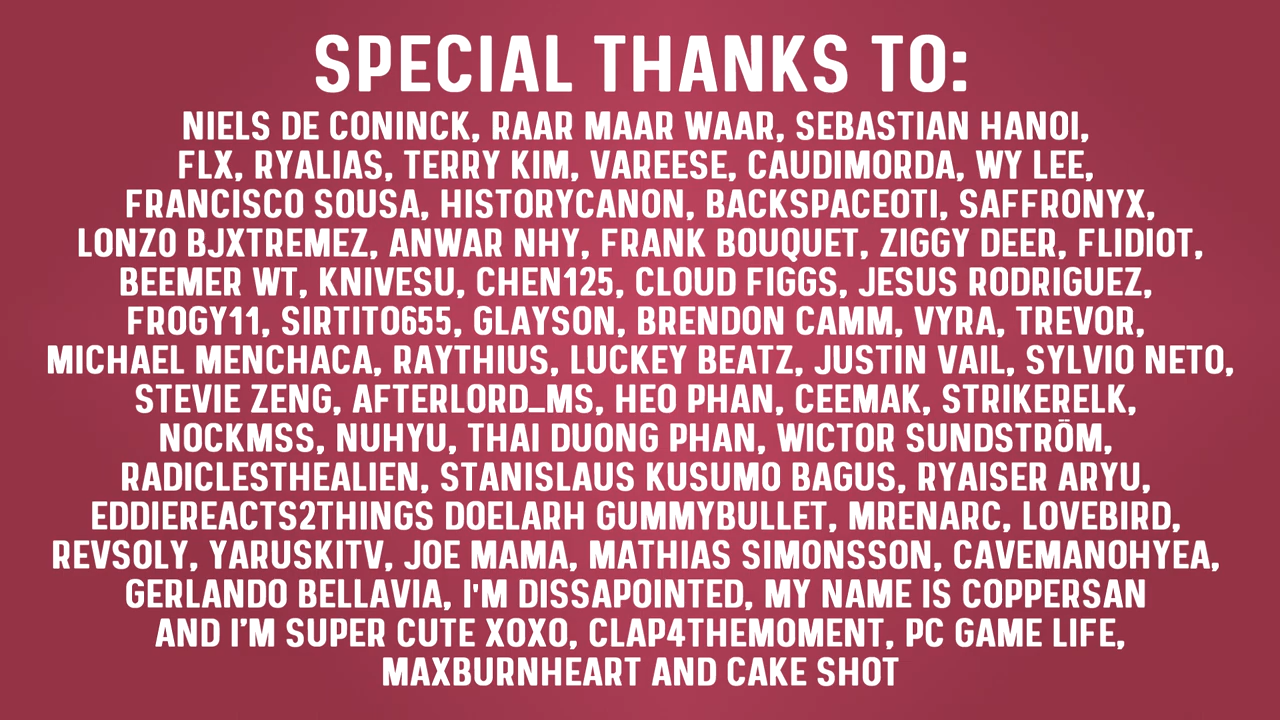 SPECIAL THANKS TO:
NIELS DE CONINCK, RAAR MAAR WAAR, SEBASTIAN HANOI,
FLX, RYALIAS, TERRY KIM, VAREESE, CAUDIMORDA, WY LEE,
FRANCISCO SOUSA, HISTORYCANON, BACKSPACEOTI, SAFFRONYX,
LONZO BJXTREMEZ, ANWAR NHY, FRANK BOUQUET, ZIGGY DEER, FLIDIOT,
BEEMER WT, KNIVESU, CHEN125, CLOUD FIGGS, JESUS RODRIGUEZ,
FROGY11, SIRTITO655, GLAYSON, BRENDON CAMM, VYRA, TREVOR,
MICHAEL MENCHACA, RAYTHIUS, LUCKEY BEATZ, JUSTIN VAIL, SYLVIO NETO,
STEVIE ZENG, AFTERLORD_MS, HEO PHAN, CEEMAK, STRIKERELK,
NOCKMSS, NUHYU, THAI DUONG PHAN, WICTOR SUNDSTRÖM,
RADICLESTHEALIEN, STANISLAUS KUSUMO BAGUS, RYAISER ARYU,
EDDIEREACTS2THINGS DOELARH GUMMYBULLET, MRENARC, LOVEBIRD,
REVSOLY, YARUSKITV, JOE MAMA, MATHIAS SIMONSSON, CAVEMANOHYEA,
GERLANDO BELLAVIA, I'M DISSAPOINTED, MY NAME IS COPPERSAN
AND I’M SUPER CUTE XOXO, CLAP4THEMOMENT, PC GAME LIFE,
MAXBURNHEART AND CAKE SHOT